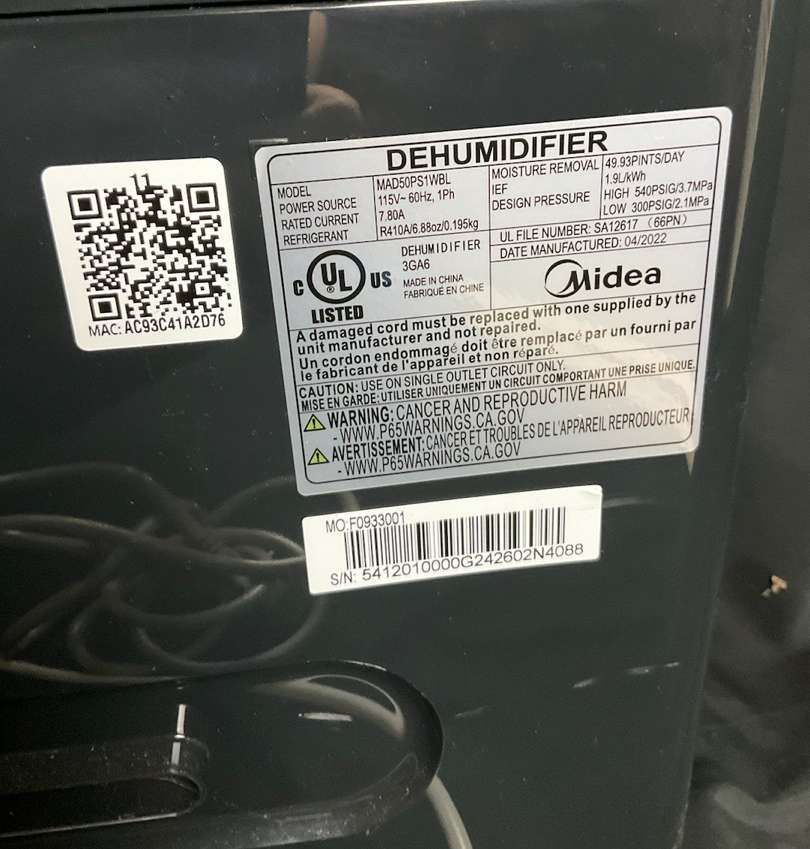 11
MAC: AC93C41A2D76
DEHUMIDIFIER
MODEL MAD50PS1WBL
POWER SOURCE 115V~ 60Hz, 1Ph
RATED CURRENT 7.80A
REFRIGERANT R410A/6.88oz/0.195kg
MOISTURE REMOVAL 49.93PINTS/DAY
IEF 1.9L/kWh
DESIGN PRESSURE HIGH 540PSIG/3.7MPa
LOW 300PSIG/2.1MPa
UL FILE NUMBER: SA12617 (66PN)
DATE MANUFACTURED: 04/2022
C UL US
®
LISTED
DEHUMIDIFIER
3GA6
MADE IN CHINA
FABRIQUÉ EN CHINE
Midea
A damaged cord must be replaced with one supplied by the
unit manufacturer and not repaired.
Un cordon endommagé doit être remplacé par un fourni par
le fabricant de l'appareil et non réparé.
CAUTION: USE ON SINGLE OUTLET CIRCUIT ONLY.
MISE EN GARDE: UTILISER UNIQUEMENT UN CIRCUIT COMPORTANT UNE PRISE UNIQUE.
WARNING: CANCER AND REPRODUCTIVE HARM
- WWW.P65WARNINGS.CA.GOV
AVERTISSEMENT: CANCER ET TROUBLES DE L'APPAREIL REPRODUCTEUR
- WWW.P65WARNINGS.CA.GOV
MO:F0933001
S/N: 5412010000G242602N4088